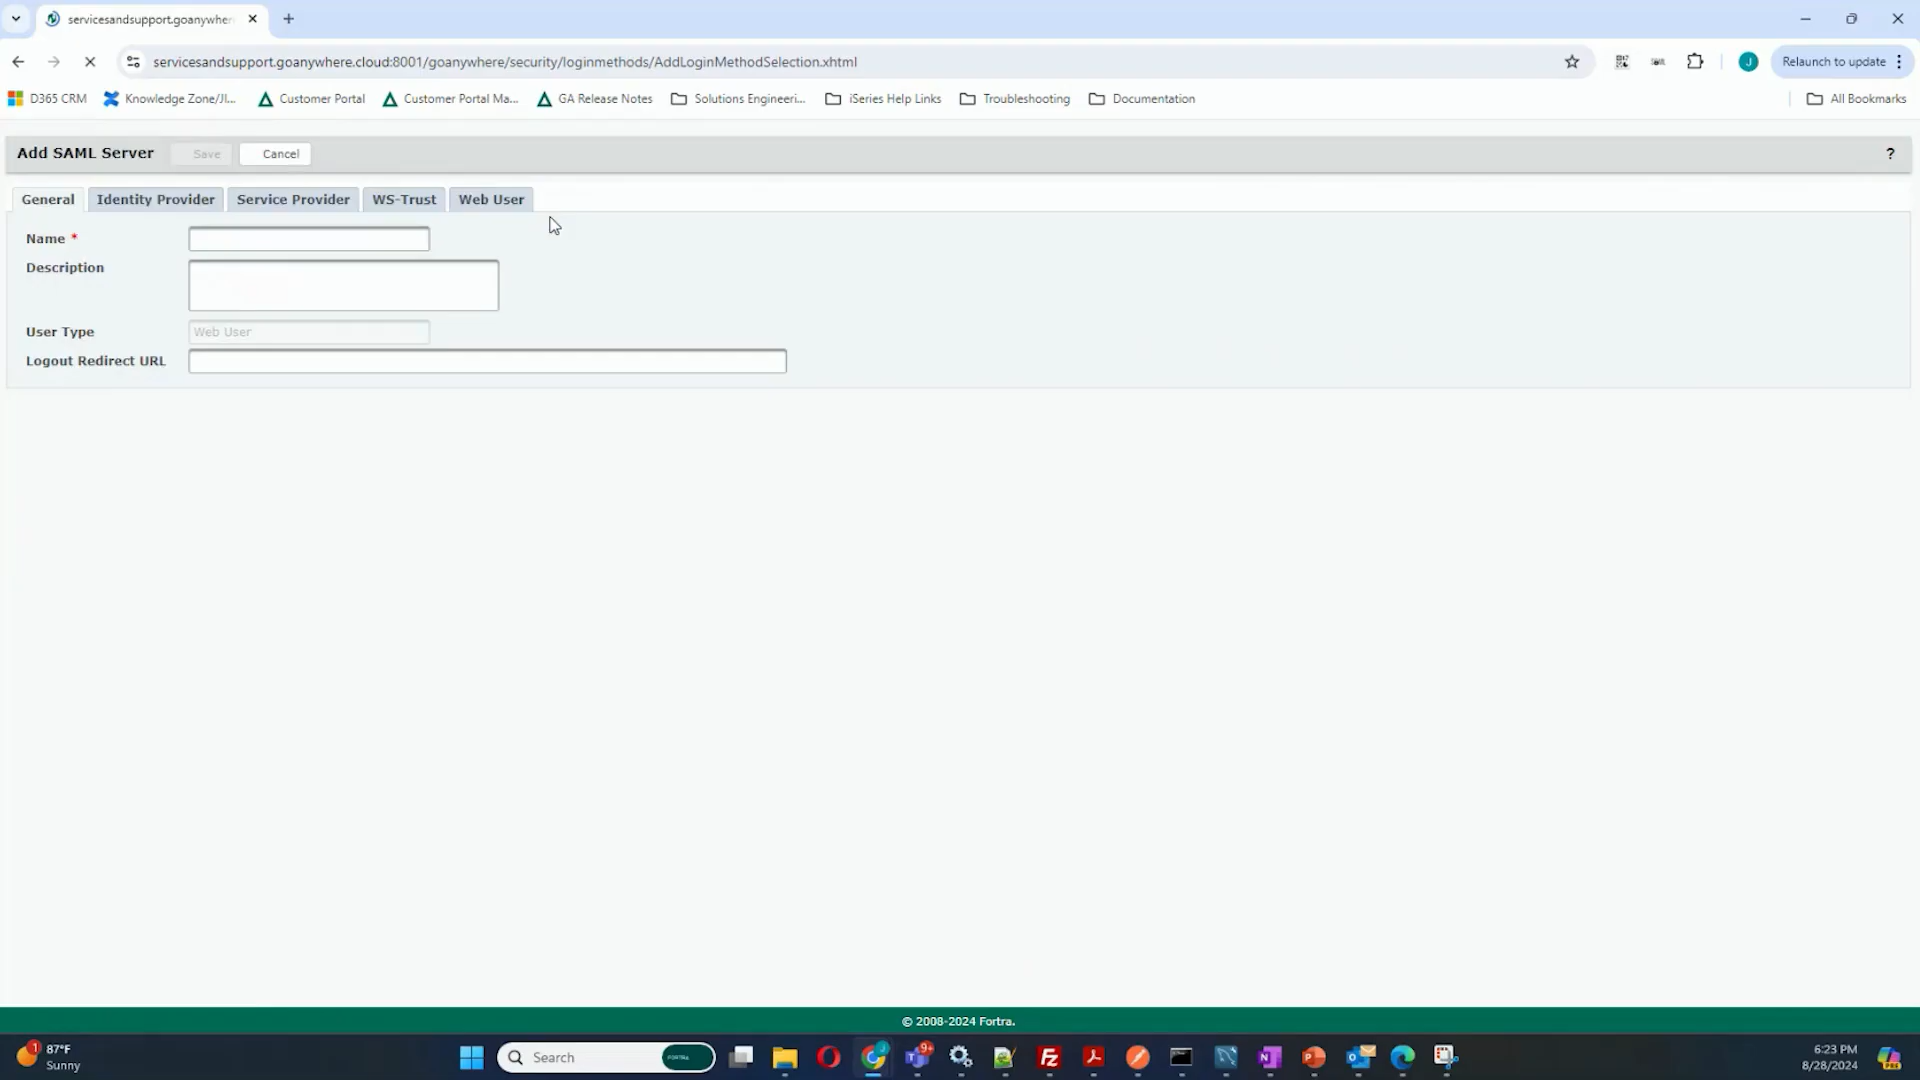 servicesandsupport.goanywher
servicesandsupport.goanywhere.cloud:8001/goanywhere/security/loginmethods/AddLoginMethodSelection.xhtml
J
Relaunch to update
D365 CRM
Knowledge Zone/JI...
Customer Portal
Customer Portal Ma...
GA Release Notes
Solutions Engineeri...
iSeries Help Links
Troubleshooting
Documentation
All Bookmarks
Add SAML Server
Save
Cancel
?
General
Identity Provider
Service Provider
WS-Trust
Web User
Name *
Description
User Type
Web User
Logout Redirect URL
© 2008-2024 Fortra.
1
87°F
Sunny
Search
FORTRA
9+
6:23 PM
8/28/2024